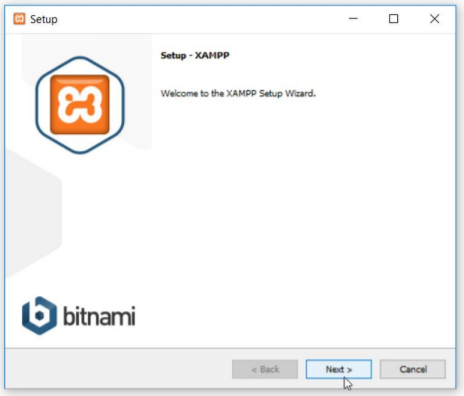 Setup
Setup - XAMPP
Welcome to the XAMPP Setup Wizard.
bitnami
< Back
Next >
Cancel